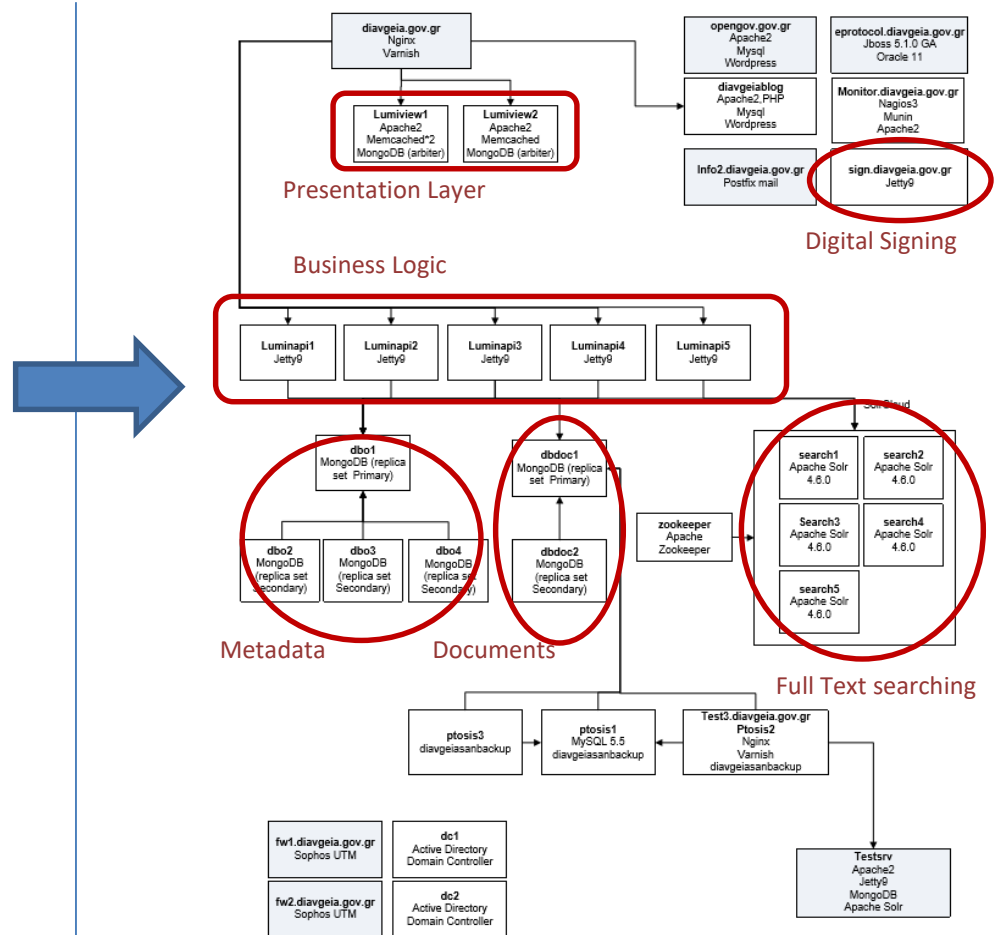 diavgeia.gov.gr
Nginx
Varnish
opengov.gov.gr
Apache2
Mysql
Wordpress
eprotocol.diavgeia.gov.gr
Jboss 5.1.0 GA
Oracle 11
diavgeiablog
Apache2,PHP
Mysql
Wordpress
Monitor.diavgeia.gov.gr
Nagios3
Munin
Apache2
Lumiview1
Apache2
Memcached*2
MongoDB (arbiter)
Lumiview2
Apache2
Memcached
MongoDB (arbiter)
Presentation Layer
Info2.diavgeia.gov.gr
Postfix mail
sign.diavgeia.gov.gr
Jetty9
Digital Signing
Business Logic
Luminapi1
Jetty9
Luminapi2
Jetty9
Luminapi3
Jetty9
Luminapi4
Jetty9
Luminapi5
Jetty9
dbo1
MongoDB (replica
set Primary)
dbdoc1
MongoDB (replica
set Primary)
SolrCloud
search1
Apache Solr
4.6.0
search2
Apache Solr
4.6.0
Search3
Apache Solr
4.6.0
search4
Apache Solr
4.6.0
search5
Apache Solr
4.6.0
zookeeper
Apache
Zookeeper
dbo2
MongoDB
(replica set
Secondary)
dbo3
MongoDB
(replica set
Secondary)
dbo4
MongoDB
(replica set
Secondary)
dbdoc2
MongoDB
(replica set
Secondary)
Metadata
Documents
Full Text searching
ptosis3
diavgeiasanbackup
ptosis1
MySQL 5.5
diavgeiasanbackup
Test3.diavgeia.gov.gr
Ptosis2
Nginx
Varnish
diavgeiasanbackup
fw1.diavgeia.gov.gr
Sophos UTM
dc1
Active Directory
Domain Controller
fw2.diavgeia.gov.gr
Sophos UTM
dc2
Active Directory
Domain Controller
Testsrv
Apache2
Jetty9
MongoDB
Apache Solr